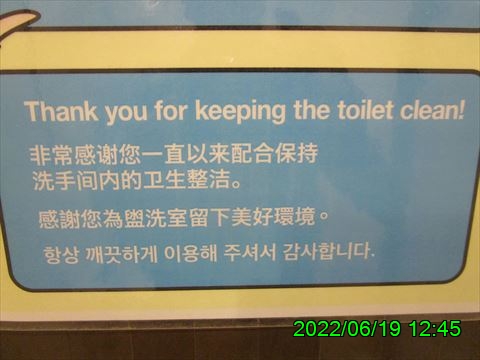 Thank you for keeping the toilet clean!
非常感谢您一直以来配合保持
洗手间内的卫生整洁。
感謝您為盥洗室留下美好環境。
항상 깨끗하게 이용해 주셔서 감사합니다.
2022/06/19 12:45